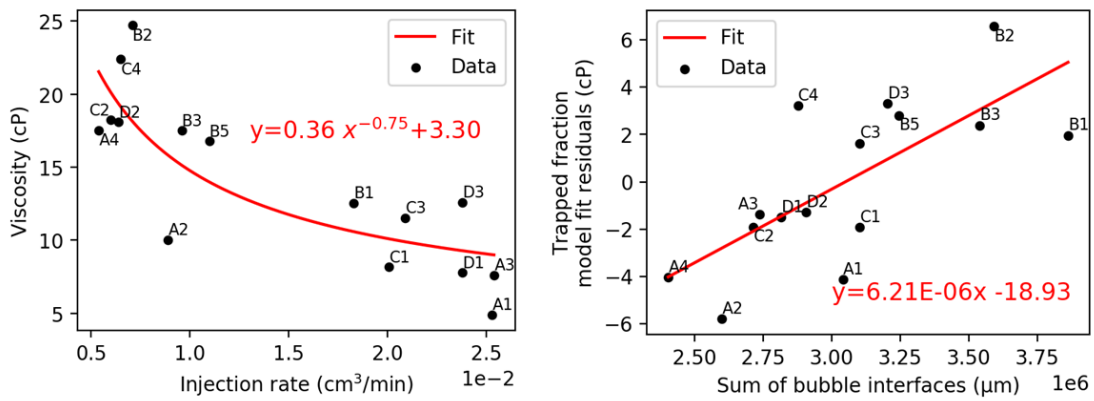 25
20
15
10
5
Viscosity (cP)
0.5
1.0
1.5
2.0
2.5
1e−2
Injection rate (cm³/min)
Fit
Data
y=0.36 x⁻⁰·⁷⁵+3.30
B2
C4
C2
D2
A4
B3
B5
A2
B1
C3
D3
C1
D1
A3
A1
6
4
2
0
−2
−4
−6
Trapped fraction
model fit residuals (cP)
2.50
2.75
3.00
3.25
3.50
3.75
1e6
Sum of bubble interfaces (μm)
Fit
Data
B2
C4
D3
B5
B3
B1
C3
A3
D1
D2
C2
C1
A4
A1
A2
y=6.21E-06x -18.93